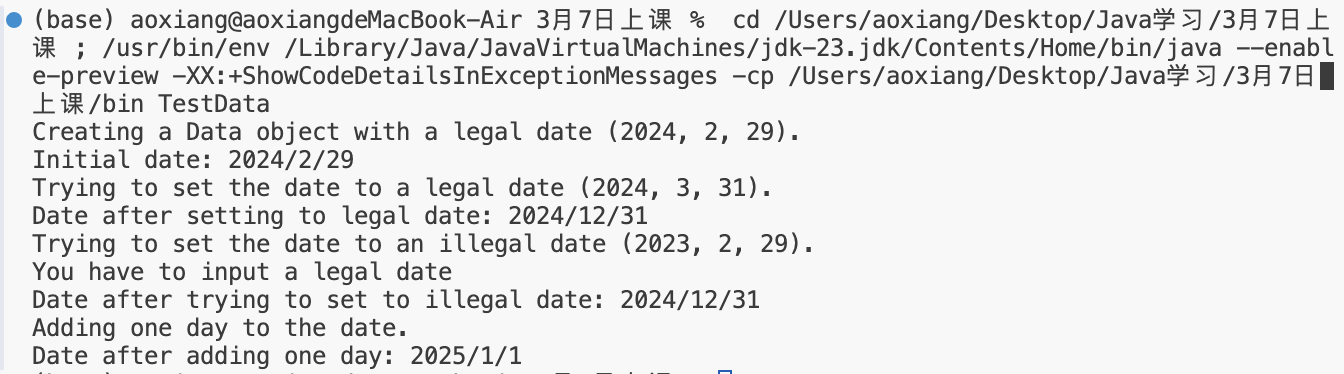 (base) aoxiang@aoxiangdeMacBook-Air 3月7日上课 %  cd /Users/aoxiang/Desktop/Java学习/3月7日上
课 ; /usr/bin/env /Library/Java/JavaVirtualMachines/jdk-23.jdk/Contents/Home/bin/java --enabl
e-preview -XX:+ShowCodeDetailsInExceptionMessages -cp /Users/aoxiang/Desktop/Java学习/3月7日
上课/bin TestData
Creating a Data object with a legal date (2024, 2, 29).
Initial date: 2024/2/29
Trying to set the date to a legal date (2024, 3, 31).
Date after setting to legal date: 2024/12/31
Trying to set the date to an illegal date (2023, 2, 29).
You have to input a legal date
Date after trying to set to illegal date: 2024/12/31
Adding one day to the date.
Date after adding one day: 2025/1/1